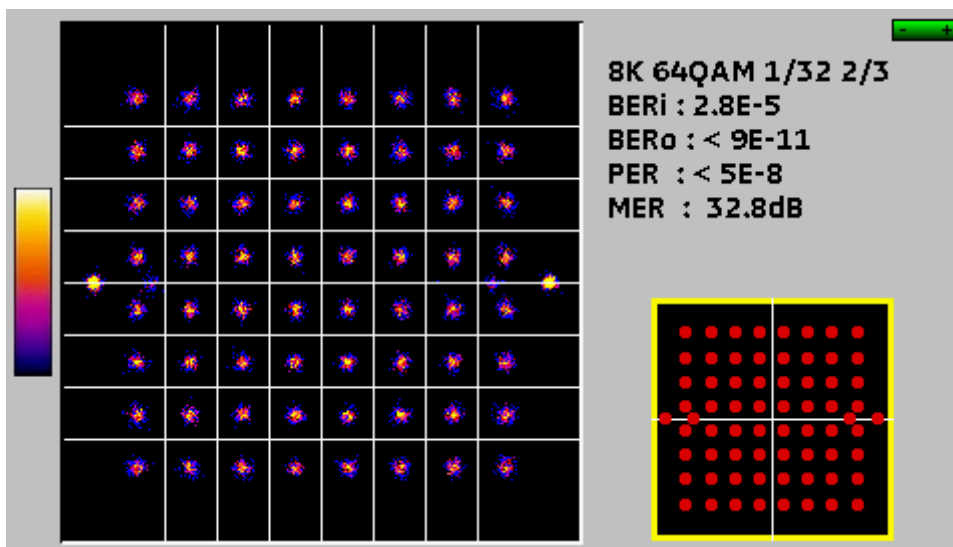 - +
8K 64QAM 1/32 2/3
BERi : 2.8E-5
BERo : < 9E-11
PER : < 5E-8
MER : 32.8dB